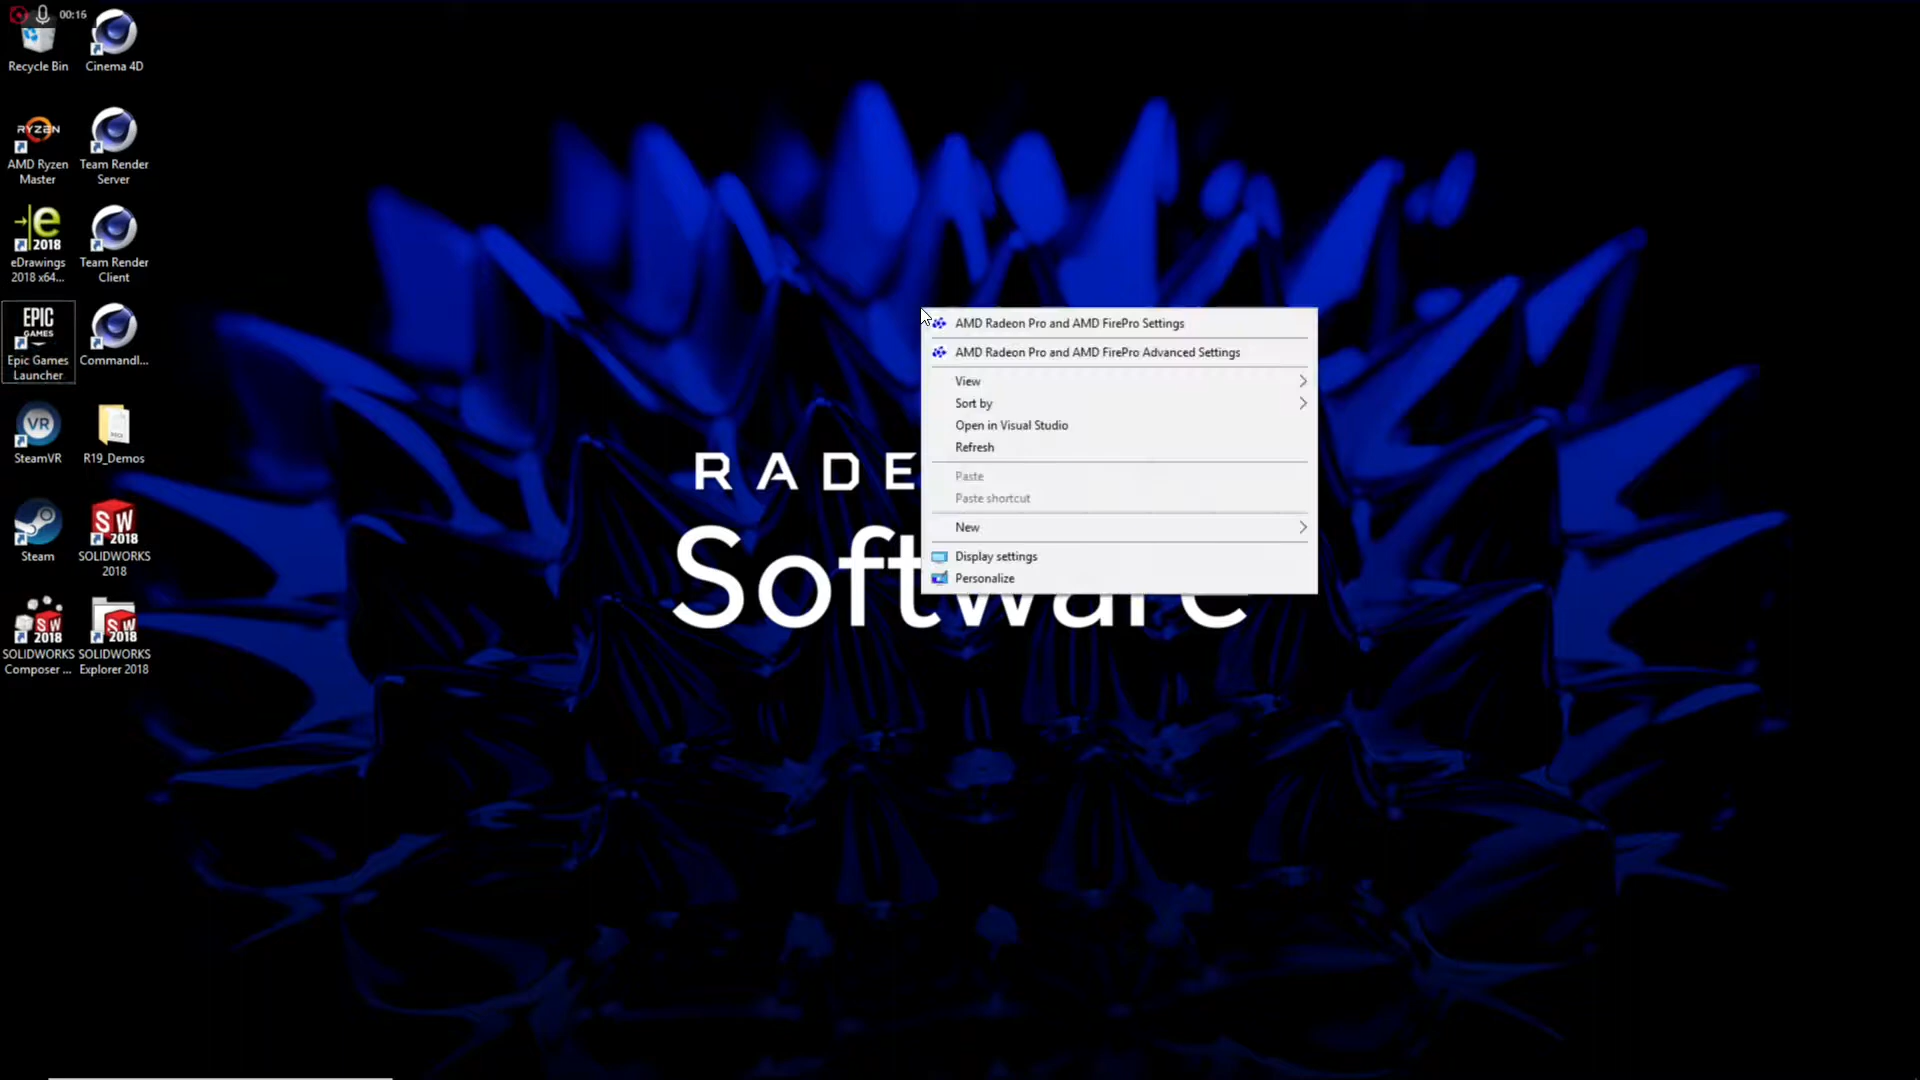 00:16
Recycle Bin
Cinema 4D
RYZEN
AMD Ryzen
Master
Team Render
Server
e
2018
eDrawings
2018 x64...
Team Render
Client
EPIC
GAMES
Epic Games
Launcher
Commandl...
VR
SteamVR
R19_Demos
Steam
SW
2018
SOLIDWORKS
2018
SW
2018
SOLIDWORKS
Composer ...
SW
2018
SOLIDWORKS
Explorer 2018
AMD Radeon Pro and AMD FirePro Settings
AMD Radeon Pro and AMD FirePro Advanced Settings
View
Sort by
Open in Visual Studio
Refresh
Paste
Paste shortcut
New
Display settings
Personalize
RADE
Software